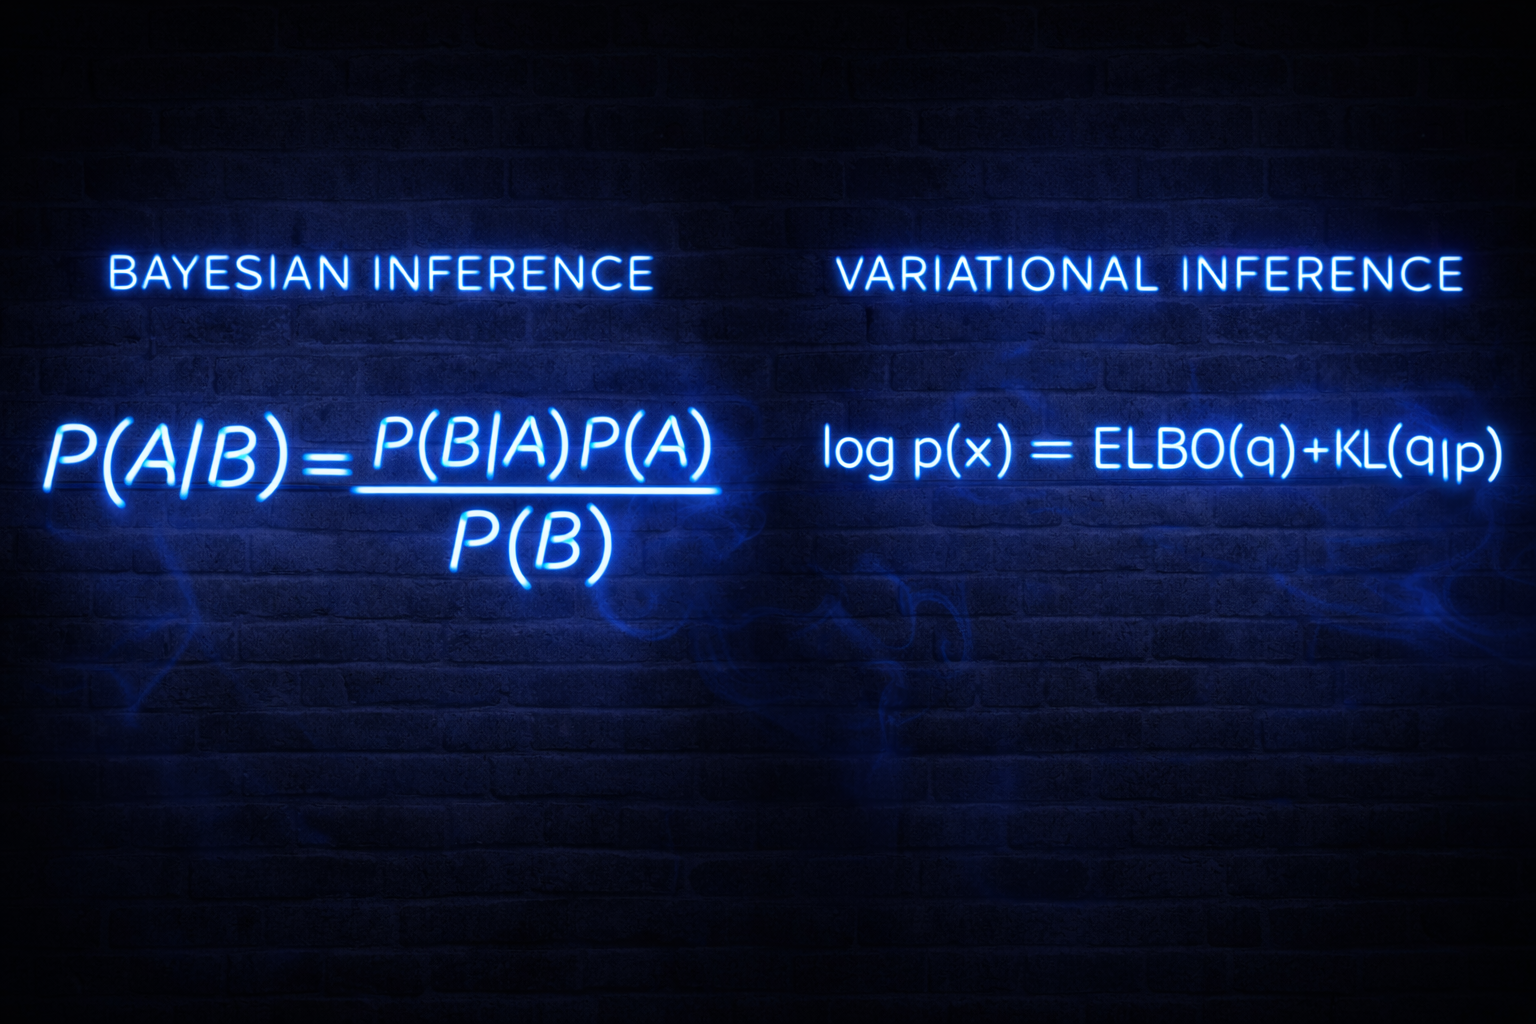 BAYESIAN INFERENCE
P(A|B)=P(B|A)P(A)/P(B)
VARIATIONAL INFERENCE
log p(x) = ELBO(q)+KL(q|p)